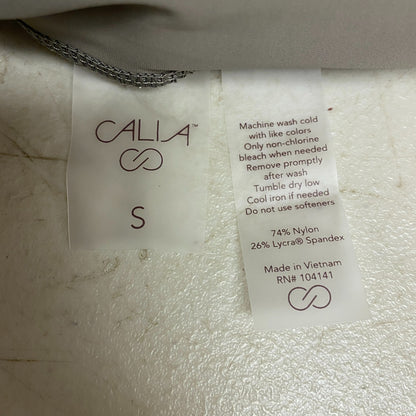 CALIA™
S
Machine wash cold
with like colors
Only non-chlorine
bleach when needed
Remove promptly
after wash
Tumble dry low
Cool iron if needed
Do not use softeners
74% Nylon
26% Lycra® Spandex
Made in Vietnam
RN# 104141